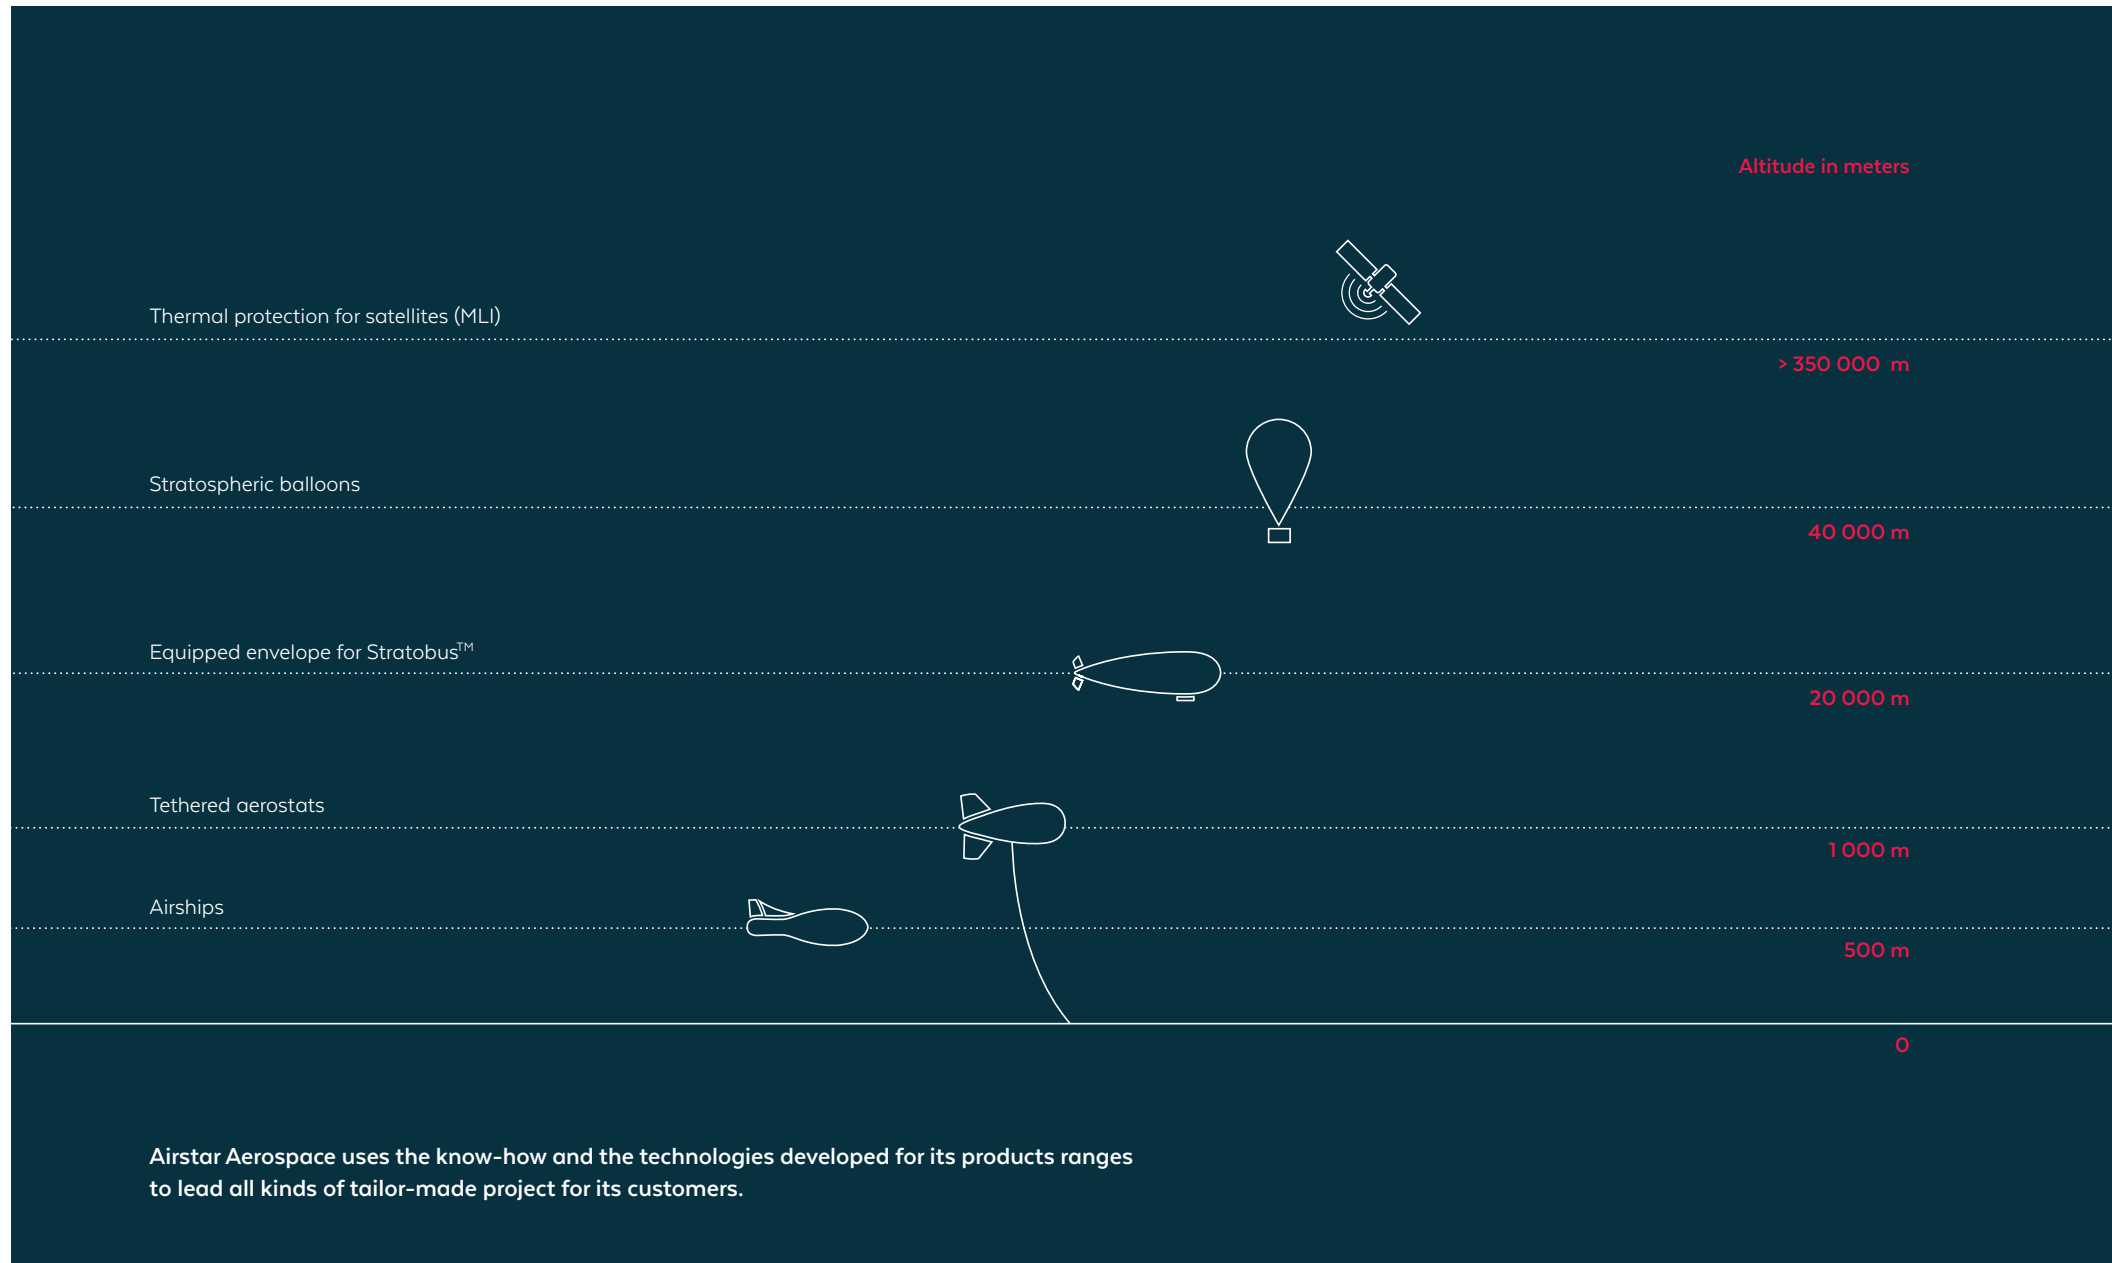 Altitude in meters
Thermal protection for satellites (MLI)
> 350 000 m
Stratospheric balloons
40 000 m
Equipped envelope for Stratobus™
20 000 m
Tethered aerostats
1 000 m
Airships
500 m
0
Airstar Aerospace uses the know-how and the technologies developed for its products ranges
to lead all kinds of tailor-made project for its customers.